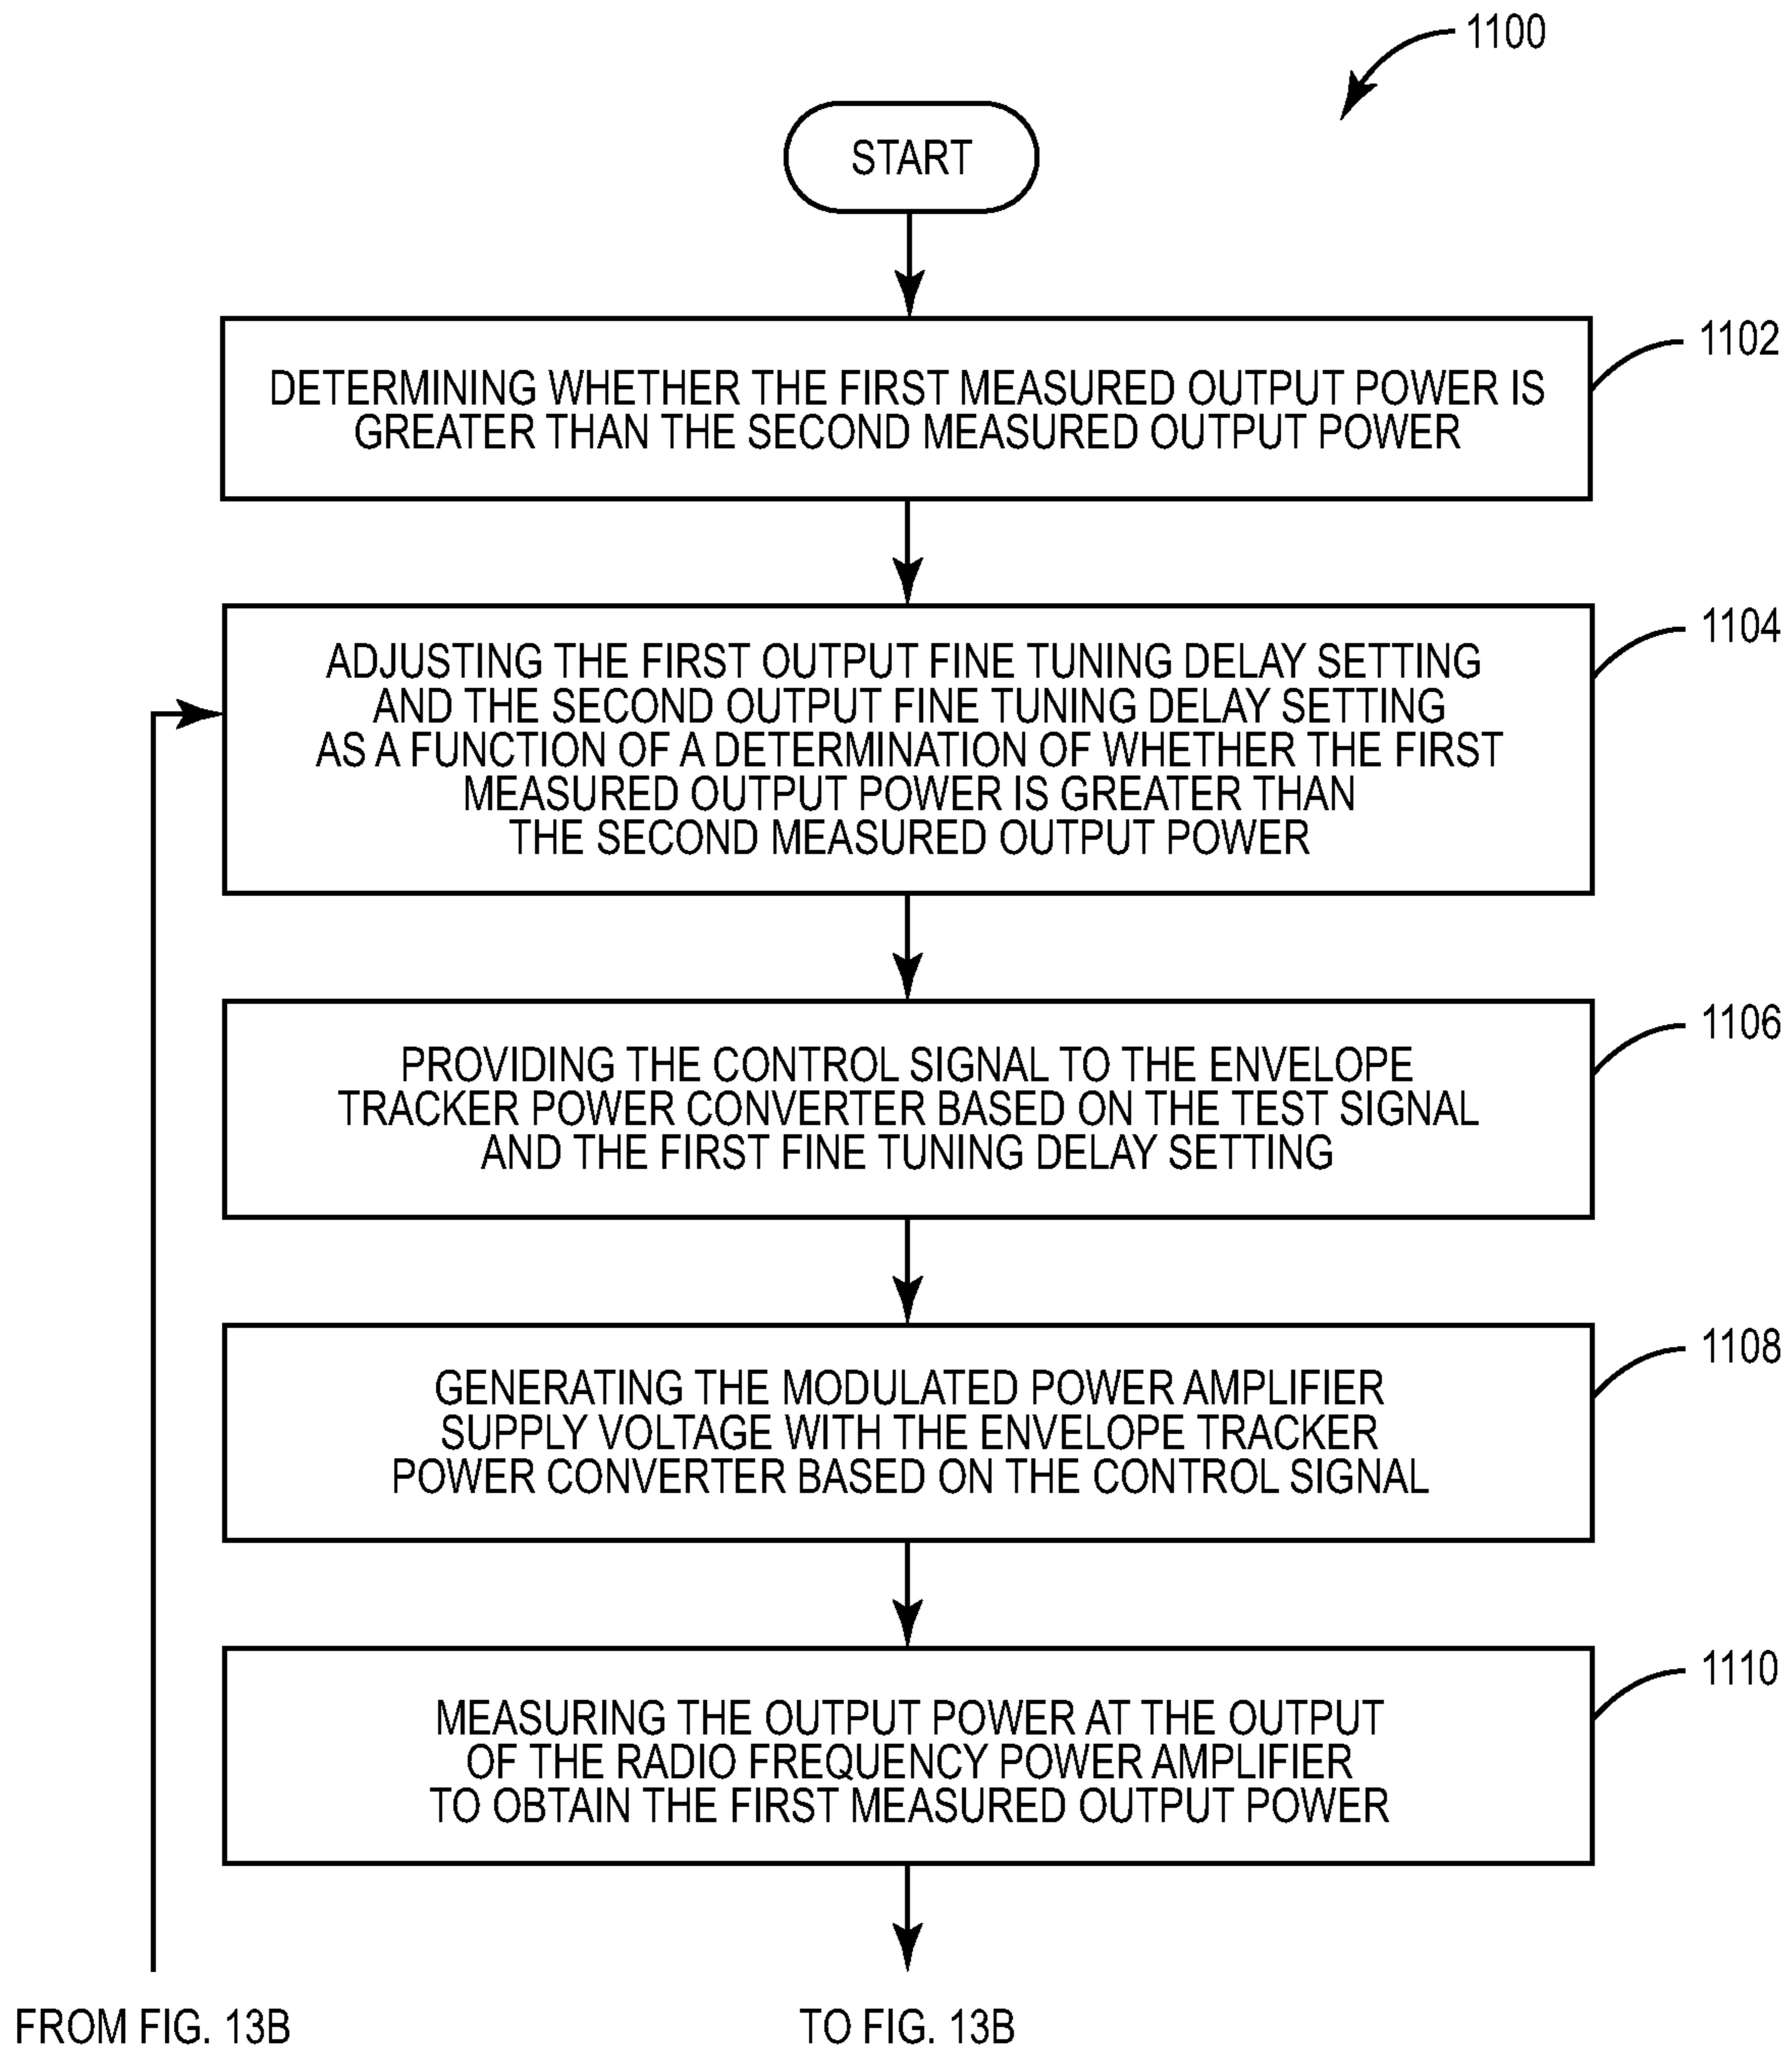 1100
START
1102
DETERMINING WHETHER THE FIRST MEASURED OUTPUT POWER IS
GREATER THAN THE SECOND MEASURED OUTPUT POWER
1104
ADJUSTING THE FIRST OUTPUT FINE TUNING DELAY SETTING
AND THE SECOND OUTPUT FINE TUNING DELAY SETTING
AS A FUNCTION OF A DETERMINATION OF WHETHER THE FIRST
MEASURED OUTPUT POWER IS GREATER THAN
THE SECOND MEASURED OUTPUT POWER
1106
PROVIDING THE CONTROL SIGNAL TO THE ENVELOPE
TRACKER POWER CONVERTER BASED ON THE TEST SIGNAL
AND THE FIRST FINE TUNING DELAY SETTING
1108
GENERATING THE MODULATED POWER AMPLIFIER
SUPPLY VOLTAGE WITH THE ENVELOPE TRACKER
POWER CONVERTER BASED ON THE CONTROL SIGNAL
1110
MEASURING THE OUTPUT POWER AT THE OUTPUT
OF THE RADIO FREQUENCY POWER AMPLIFIER
TO OBTAIN THE FIRST MEASURED OUTPUT POWER
FROM FIG. 13B
TO FIG. 13B